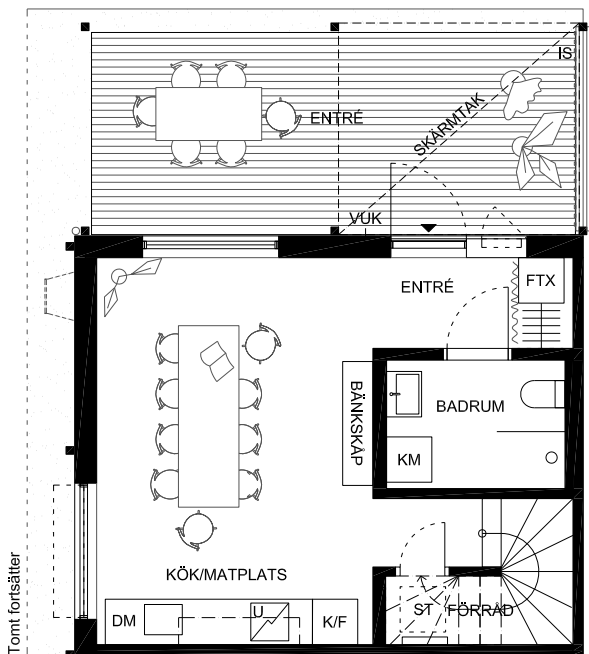 IS
ENTRÉ
SKÄRMTAK
VUK
ENTRÉ
FTX
BÄNKSKÅP
BADRUM
KM
KÖK/MATPLATS
DM
U
K/F
ST
FÖRRÅD
Tomt fortsätter